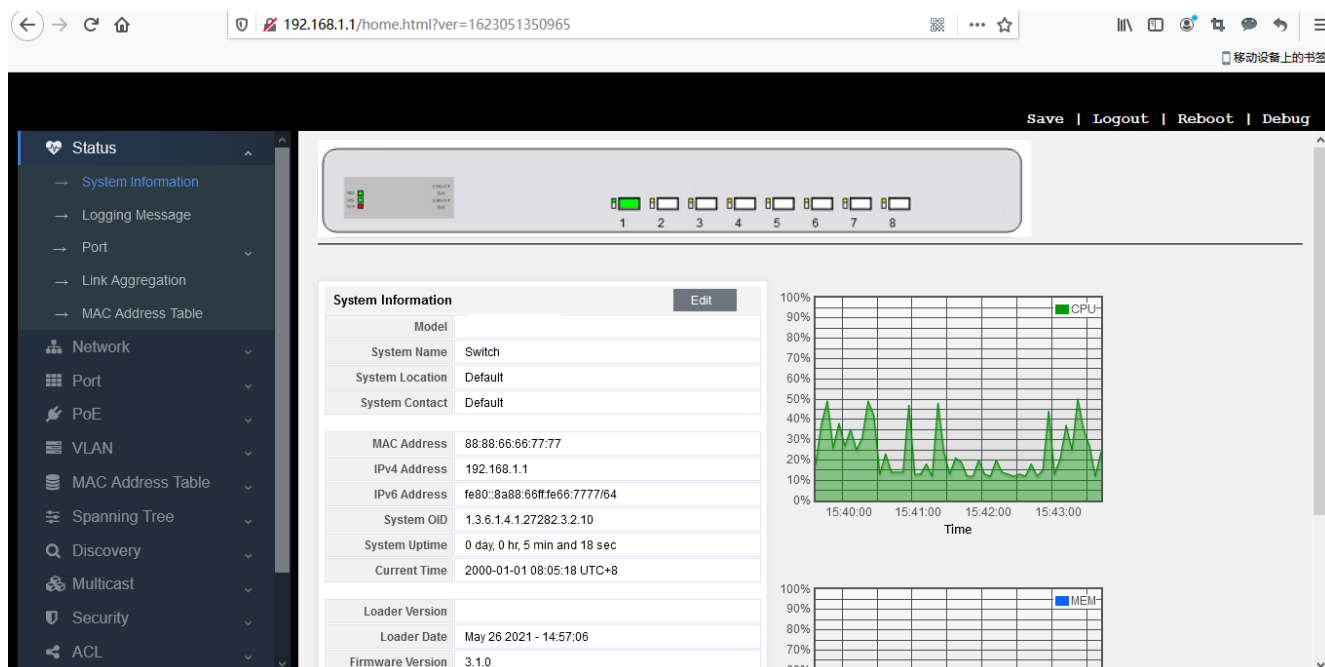 192.168.1.1/home.html?ver=1623051350965
移动设备上的书签
Save | Logout | Reboot | Debug
Status
→ System Information
→ Logging Message
→ Port
→ Link Aggregation
→ MAC Address Table
Network
Port
PoE
VLAN
MAC Address Table
Spanning Tree
Discovery
Multicast
Security
ACL
1 2 3 4 5 6 7 8
System Information Edit
Model
System Name Switch
System Location Default
System Contact Default
MAC Address 88:88:66:66:77:77
IPv4 Address 192.168.1.1
IPv6 Address fe80::8a88:66ff:fe66:7777/64
System OID 1.3.6.1.4.1.27282.3.2.10
System Uptime 0 day, 0 hr, 5 min and 18 sec
Current Time 2000-01-01 08:05:18 UTC+8
Loader Version
Loader Date May 26 2021 - 14:57:06
Firmware Version 3.1.0
CPU
100%
90%
80%
70%
60%
50%
40%
30%
20%
10%
0%
15:40:00 15:41:00 15:42:00 15:43:00
Time
MEM
100%
90%
80%
70%